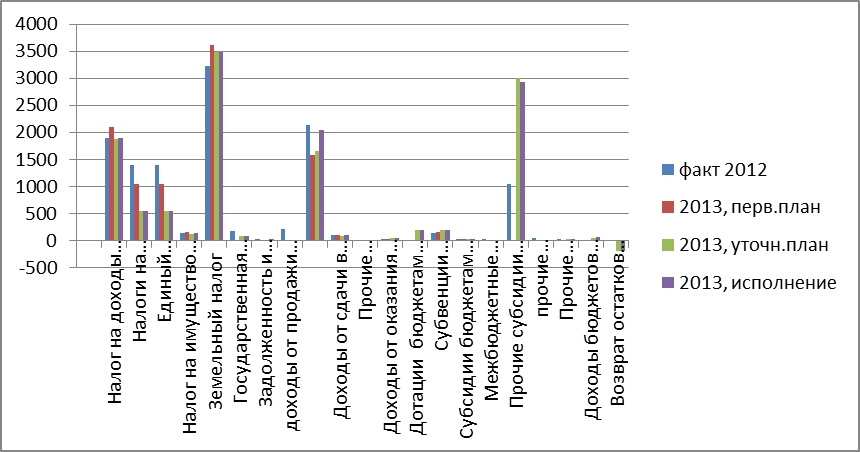 4000
3500
3000
2500
2000
1500
1000
500
0
-500
Налог на доходы…
Налоги на…
Единый…
Налог на имущество…
Земельный налог
Государственная…
Задолженность и…
доходы от продажи…
Доходы от сдачи в…
Прочие…
Доходы от оказания…
Дотации бюджетам…
Субвенции…
Субсидии бюджетам…
Межбюджетные…
Прочие субсидии…
прочие…
Прочие…
Доходы бюджетов…
Возврат остатков…
факт 2012
2013, перв.план
2013, уточн.план
2013, исполнение